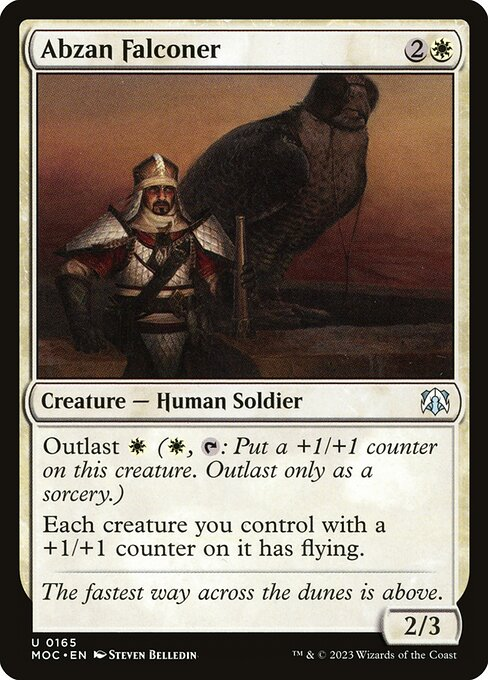 Abzan Falconer 2
Creature — Human Soldier
Outlast (, : Put a +1/+1 counter
on this creature. Outlast only as a
sorcery.)
Each creature you control with a
+1/+1 counter on it has flying.
The fastest way across the dunes is above.
2/3
U 0165
MOC • EN Steven Belledin
™ & © 2023 Wizards of the Coast